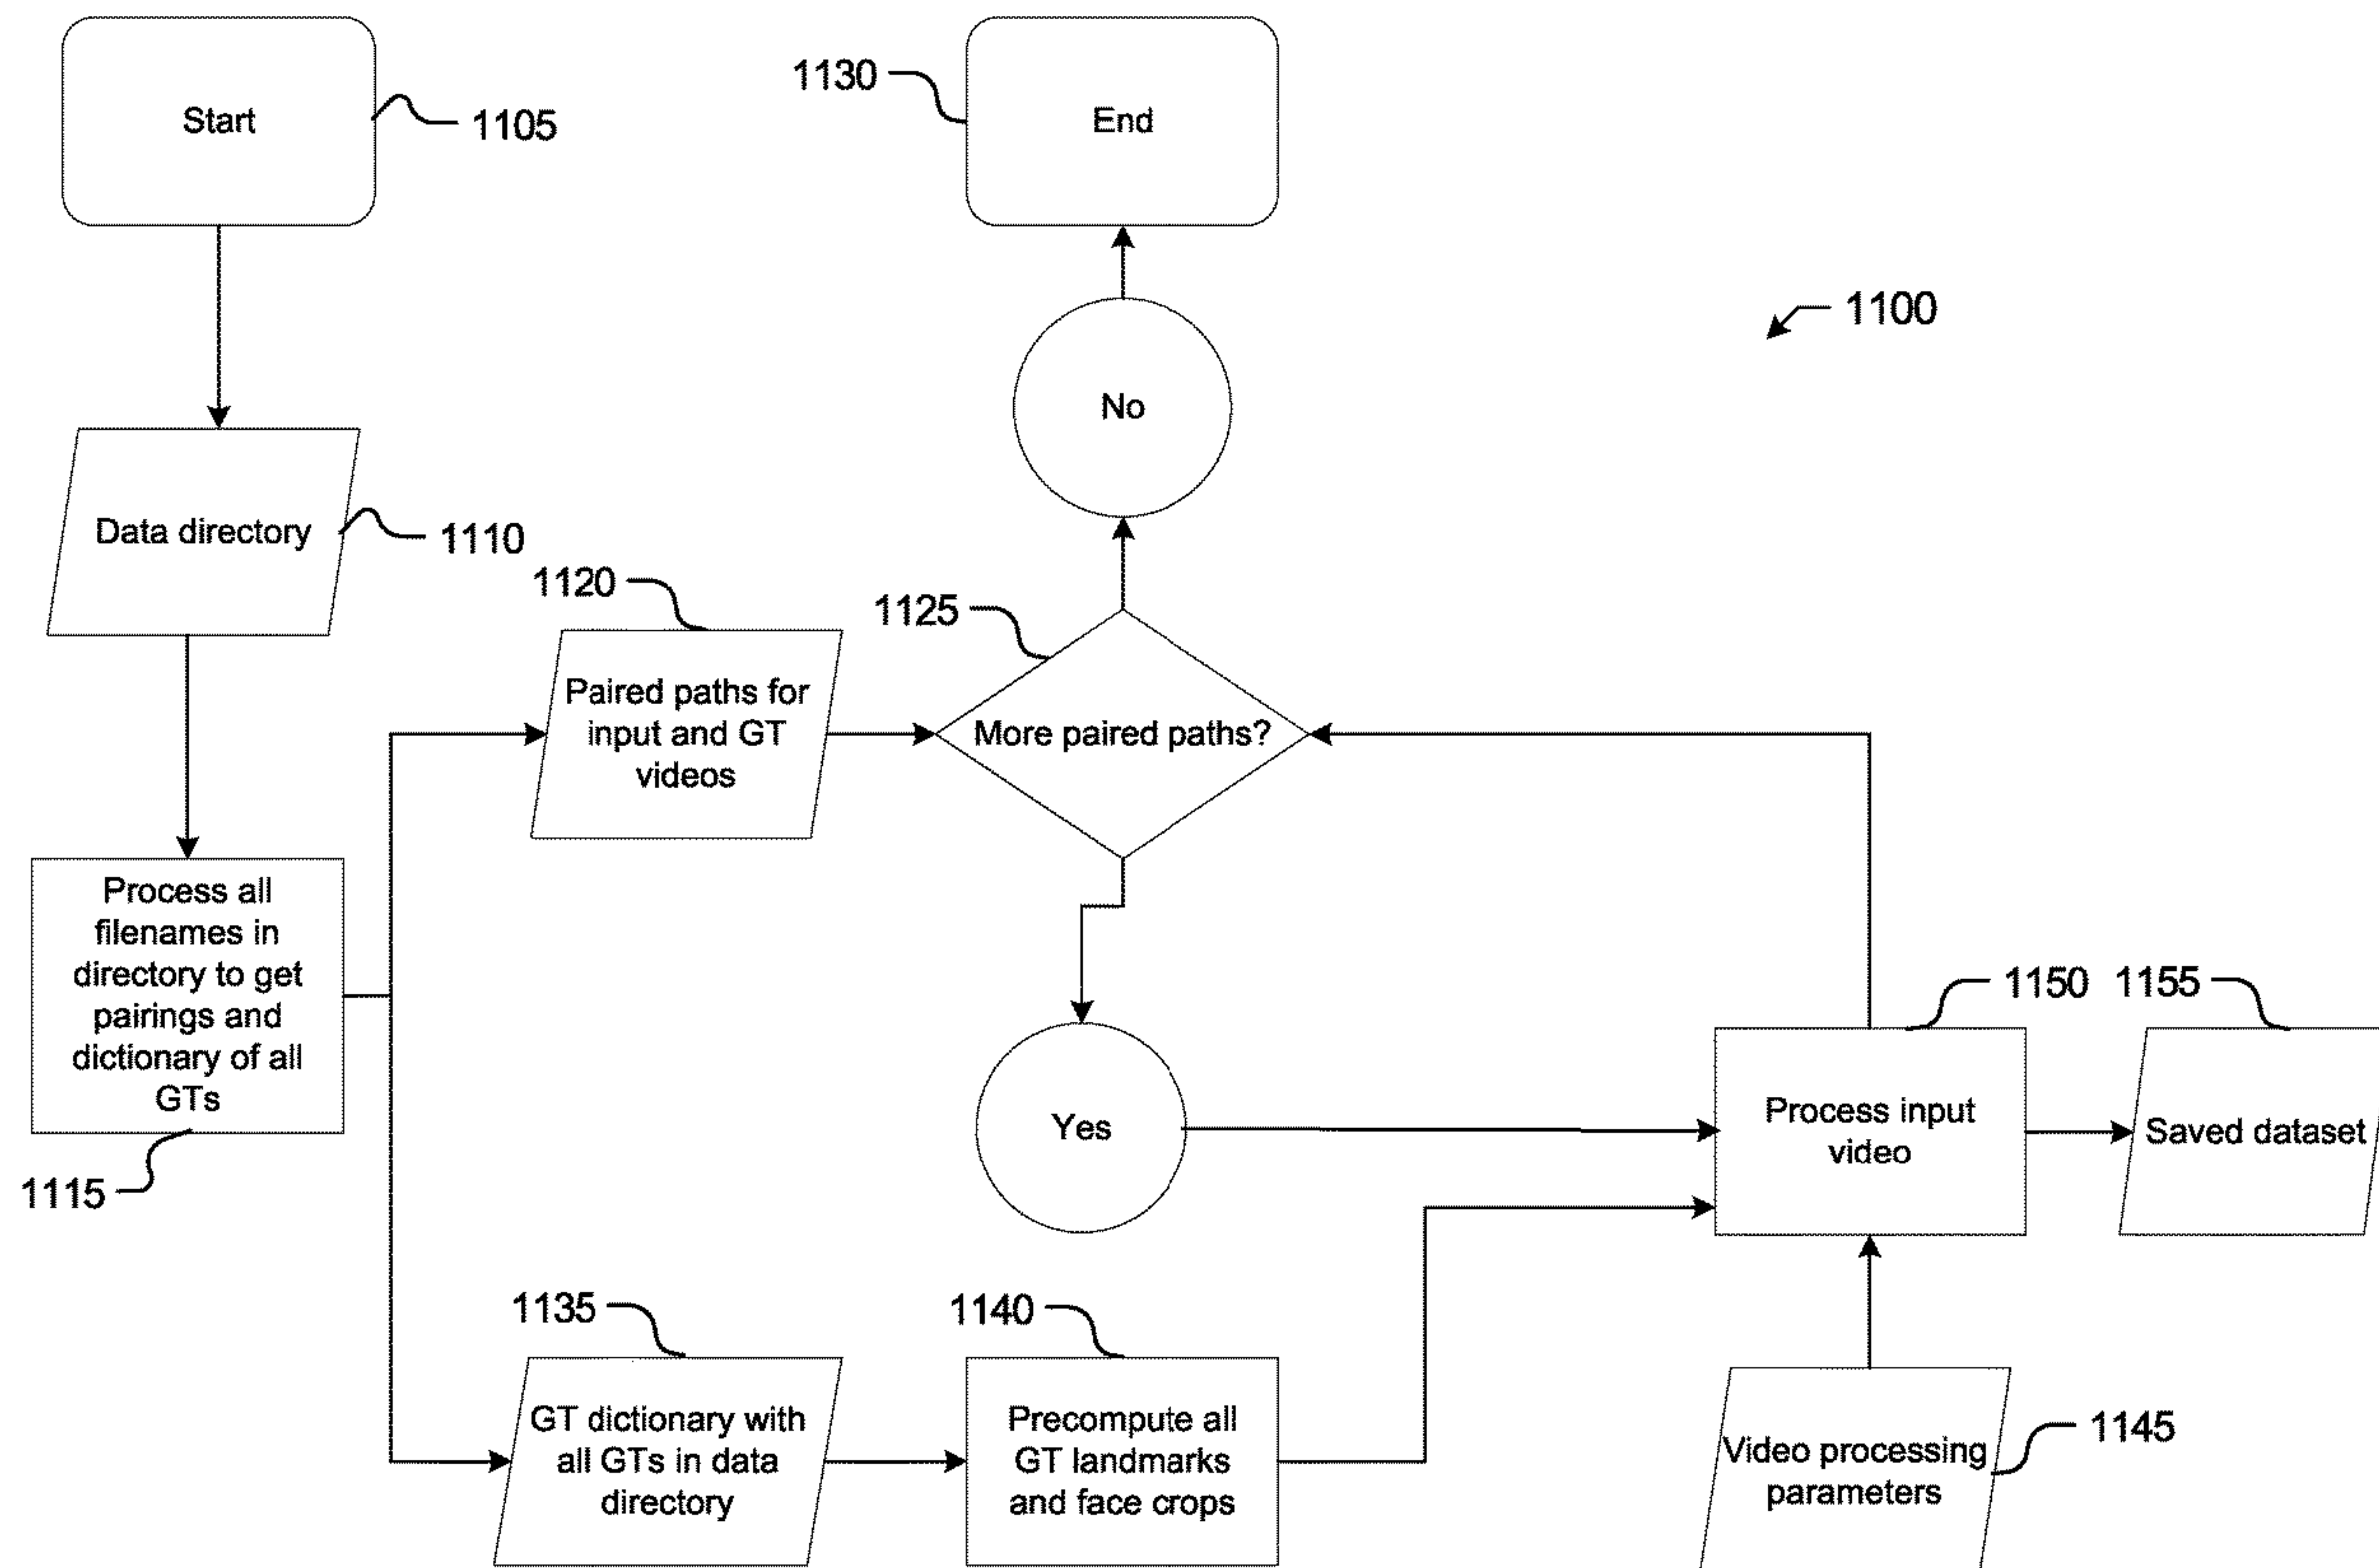 Start
1105
1130
End
1100
No
Data directory
1110
1120
1125
Paired paths for
input and GT
videos
More paired paths?
Process all
filenames in
directory to get
pairings and
dictionary of all
GTs
1115
Yes
1150
1155
Process input
video
Saved dataset
1135
1140
GT dictionary with
all GTs in data
directory
Precompute all
GT landmarks
and face crops
Video processing
parameters
1145